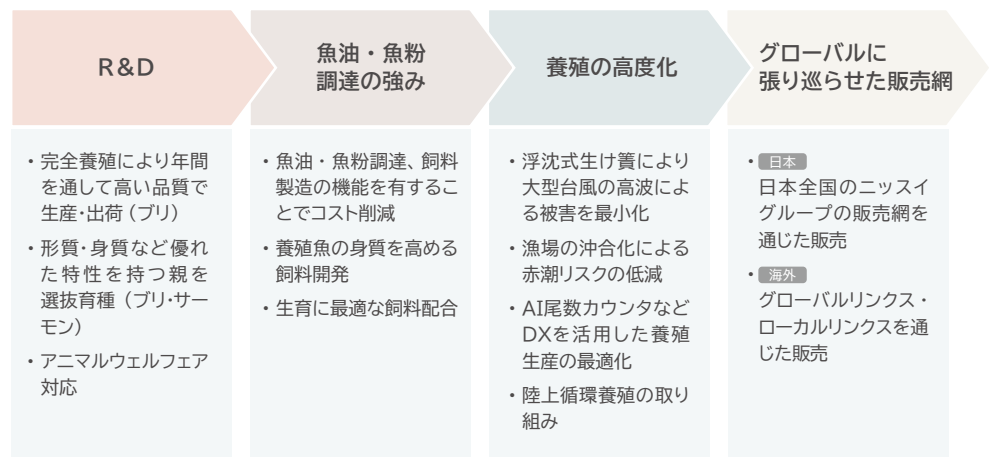 R&D
・完全養殖により年間
を通して高い品質で
生産・出荷（ブリ）
・形質・身質など優れ
た特性を持つ親を
選抜育種（ブリ・サー
モン）
・アニマルウェルフェア
対応
魚油・魚粉
調達の強み
・魚油・魚粉調達、飼料
製造の機能を有するこ
とでコスト削減
・養殖魚の身質を高める
飼料開発
・生育に最適な飼料配合
養殖の高度化
・浮沈式生け簀により
大型台風の高波によ
る被害を最小化
・漁場の沖合化による
赤潮リスクの低減
・AI尾数カウンタなど
DXを活用した養殖
生産の最適化
・陸上循環養殖の取り
組み
グローバルに
張り巡らせた販売網
・日本
日本全国のニッスイ
グループの販売網を
通じた販売
・海外
グローバルリンクス・
ローカルリンクスを通
じた販売